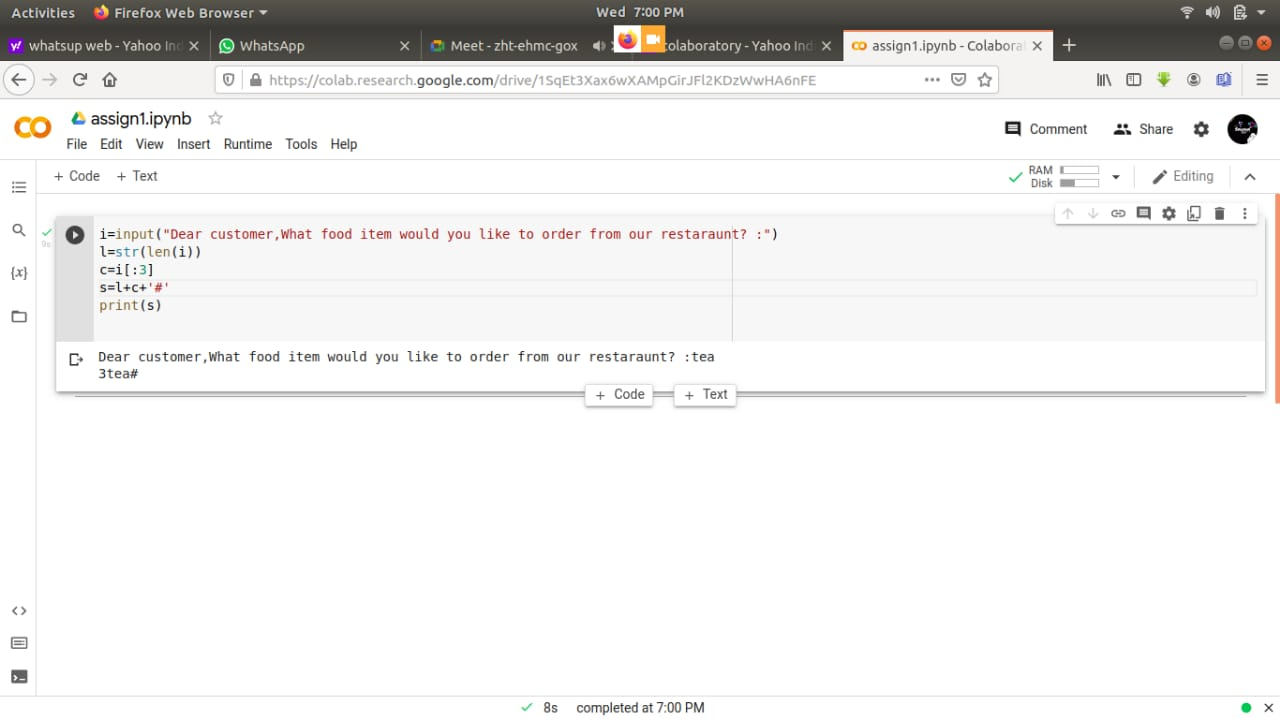 Activities Firefox Web Browser Wed 7:00 PM
whatsup web - Yahoo Ind WhatsApp Meet - zht-ehmc-gox colaboratory - Yahoo Ind assign1.ipynb - Colaborat
https://colab.research.google.com/drive/1SqEt3Xax6wXAMpGirJFl2KDzWwHA6nFE
assign1.ipynb
File Edit View Insert Runtime Tools Help
Comment Share
+ Code + Text
RAM
Disk
Editing
{x}
9s
i=input("Dear customer,What food item would you like to order from our restaraunt? :")
l=str(len(i))
c=i[:3]
s=l+c+'#'
print(s)
Dear customer,What food item would you like to order from our restaraunt? :tea
3tea#
+ Code + Text
8s completed at 7:00 PM